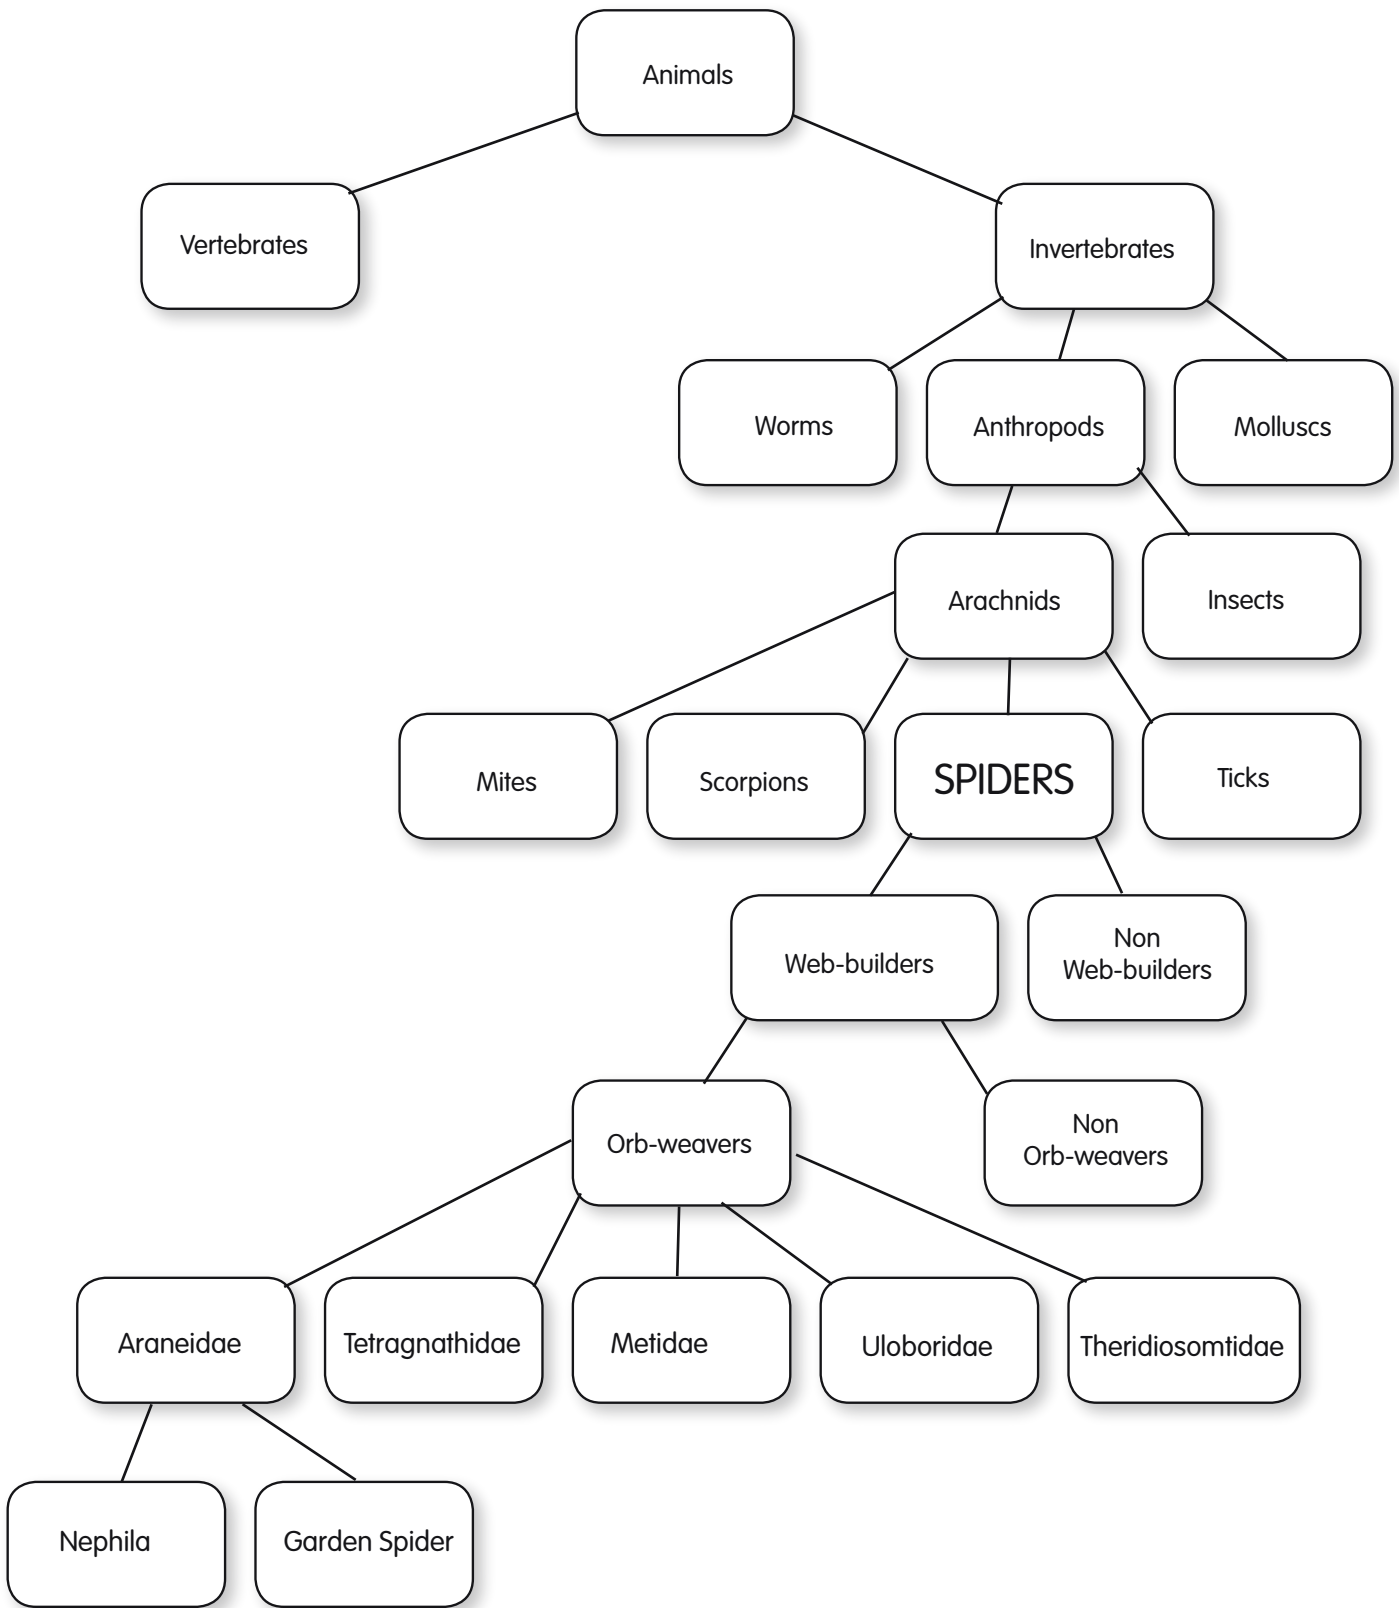 Animals
Vertebrates
Invertebrates
Worms
Anthropods
Molluscs
Arachnids
Insects
Mites
Scorpions
SPIDERS
Ticks
Web-builders
Non
Web-builders
Orb-weavers
Non
Orb-weavers
Araneidae
Tetragnathidae
Metidae
Uloboridae
Theridiosomtidae
Nephila
Garden Spider